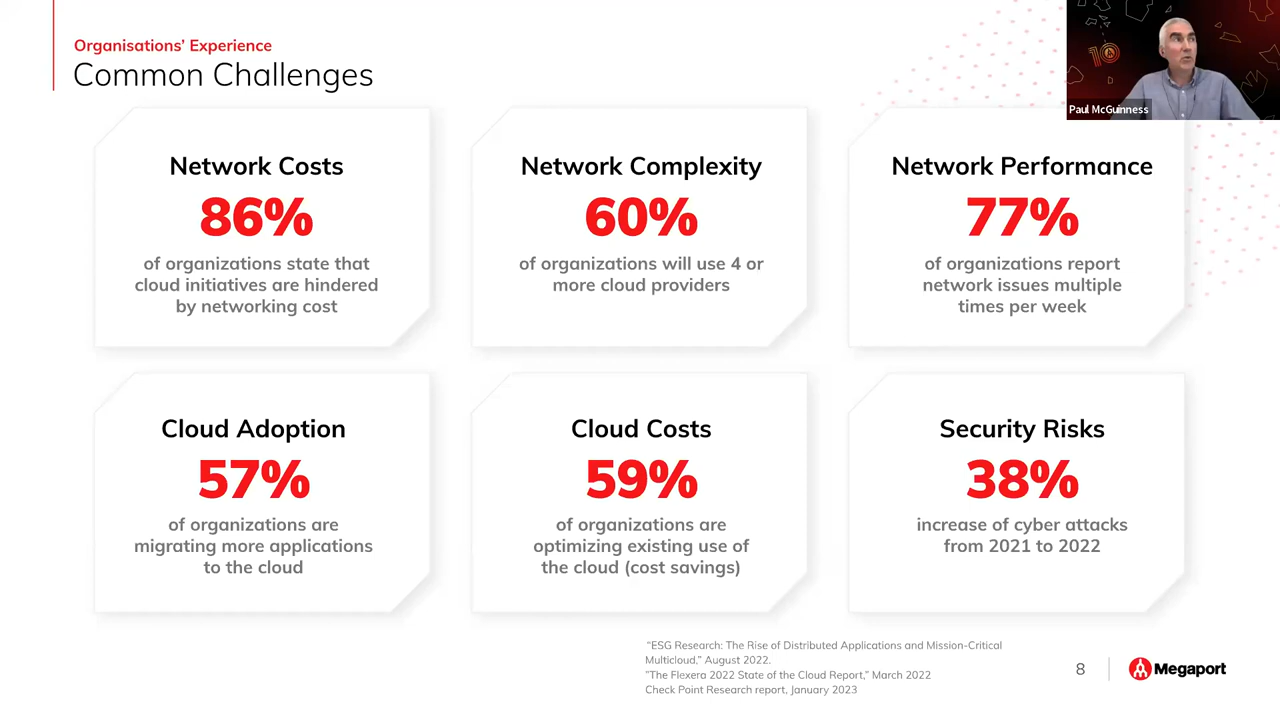 Organisations’ Experience
Common Challenges
10
Paul McGuinness
Network Costs
86%
of organizations state that
cloud initiatives are hindered
by networking cost
Network Complexity
60%
of organizations will use 4 or
more cloud providers
Network Performance
77%
of organizations report
network issues multiple
times per week
Cloud Adoption
57%
of organizations are
migrating more applications
to the cloud
Cloud Costs
59%
of organizations are
optimizing existing use of
the cloud (cost savings)
Security Risks
38%
increase of cyber attacks
from 2021 to 2022
“ESG Research: The Rise of Distributed Applications and Mission-Critical
Multicloud,” August 2022.
“The Flexera 2022 State of the Cloud Report,” March 2022
Check Point Research report, January 2023
8
Megaport